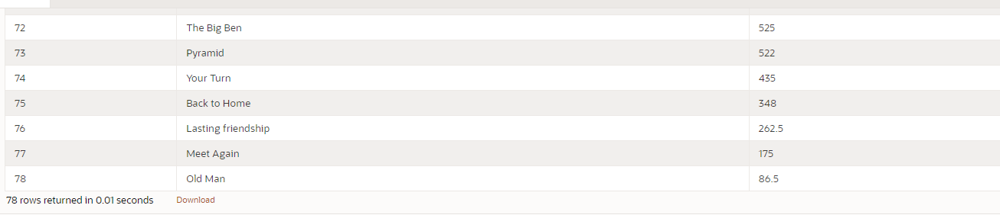 72 The Big Ben 525
73 Pyramid 522
74 Your Turn 435
75 Back to Home 348
76 Lasting friendship 262.5
77 Meet Again 175
78 Old Man 86.5
78 rows returned in 0.01 seconds Download